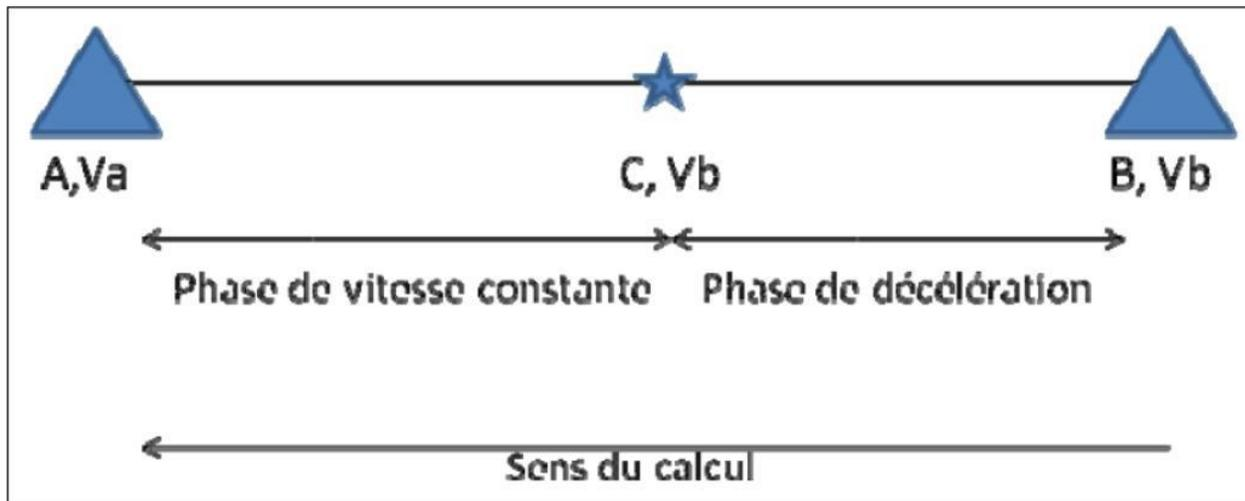 A,Va C, Vb B, Vb
Phase de vitesse constante Phase de décélération
Sens du calcul